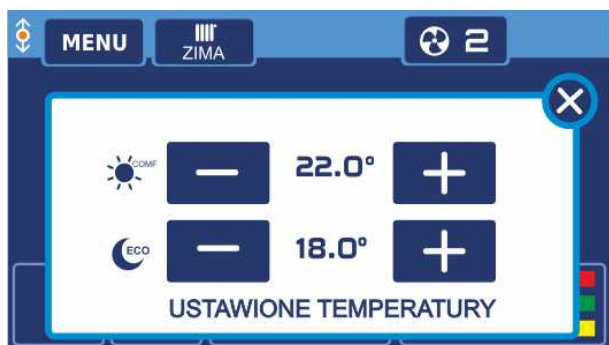 MENU
ZIMA
2
COMF
22.0°
ECO
18.0°
USTAWIONE TEMPERATURY